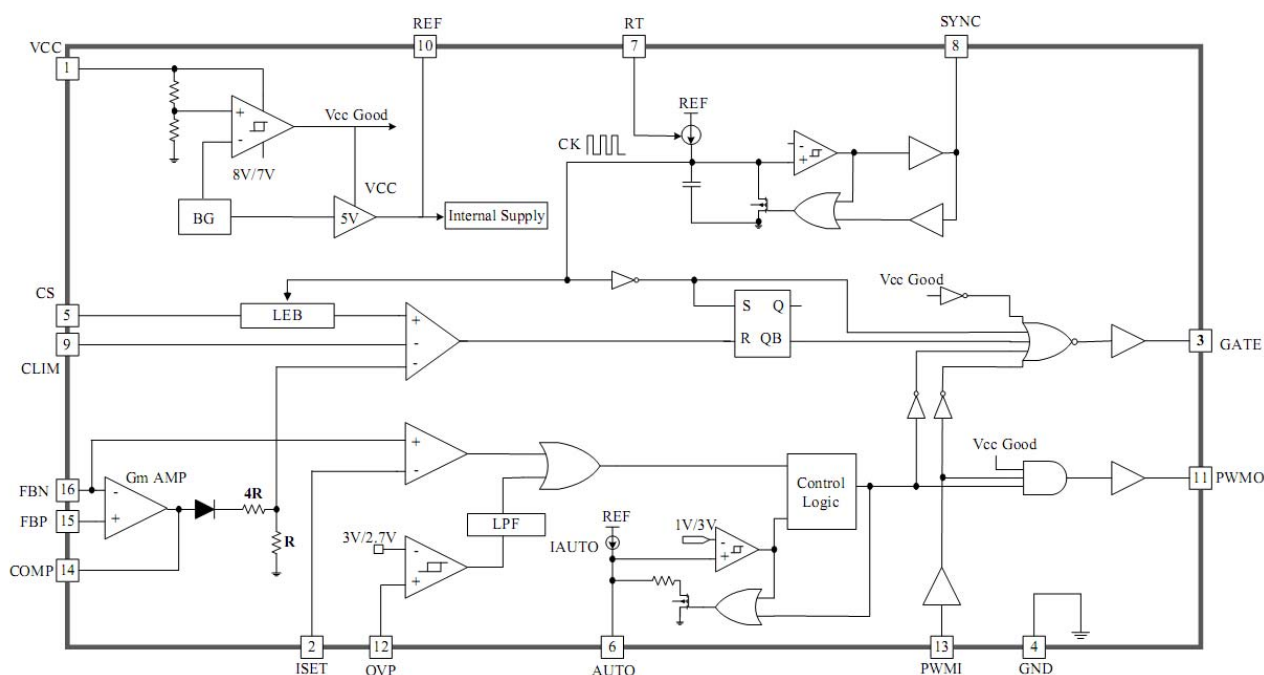 REF
RT
SYNC
VCC
10
7
8
1
REF
Vcc Good
+
-
CK
-
+
8V/7V
VCC
BG
5V
Internal Supply
CS
Vcc Good
5
LEB
+
S Q
9
-
R QB
3
GATE
CLIM
-
Vcc Good
Gm AMP
+
FBN
16
-
4R
-
Control
Logic
11
PWMO
FBP
15
+
LPF
REF
1V/3V
R
3V/2.7V
IAUTO
-
COMP
14
-
+
+
2
12
6
13
4
ISET
OVP
AUTO
PWMI
GND